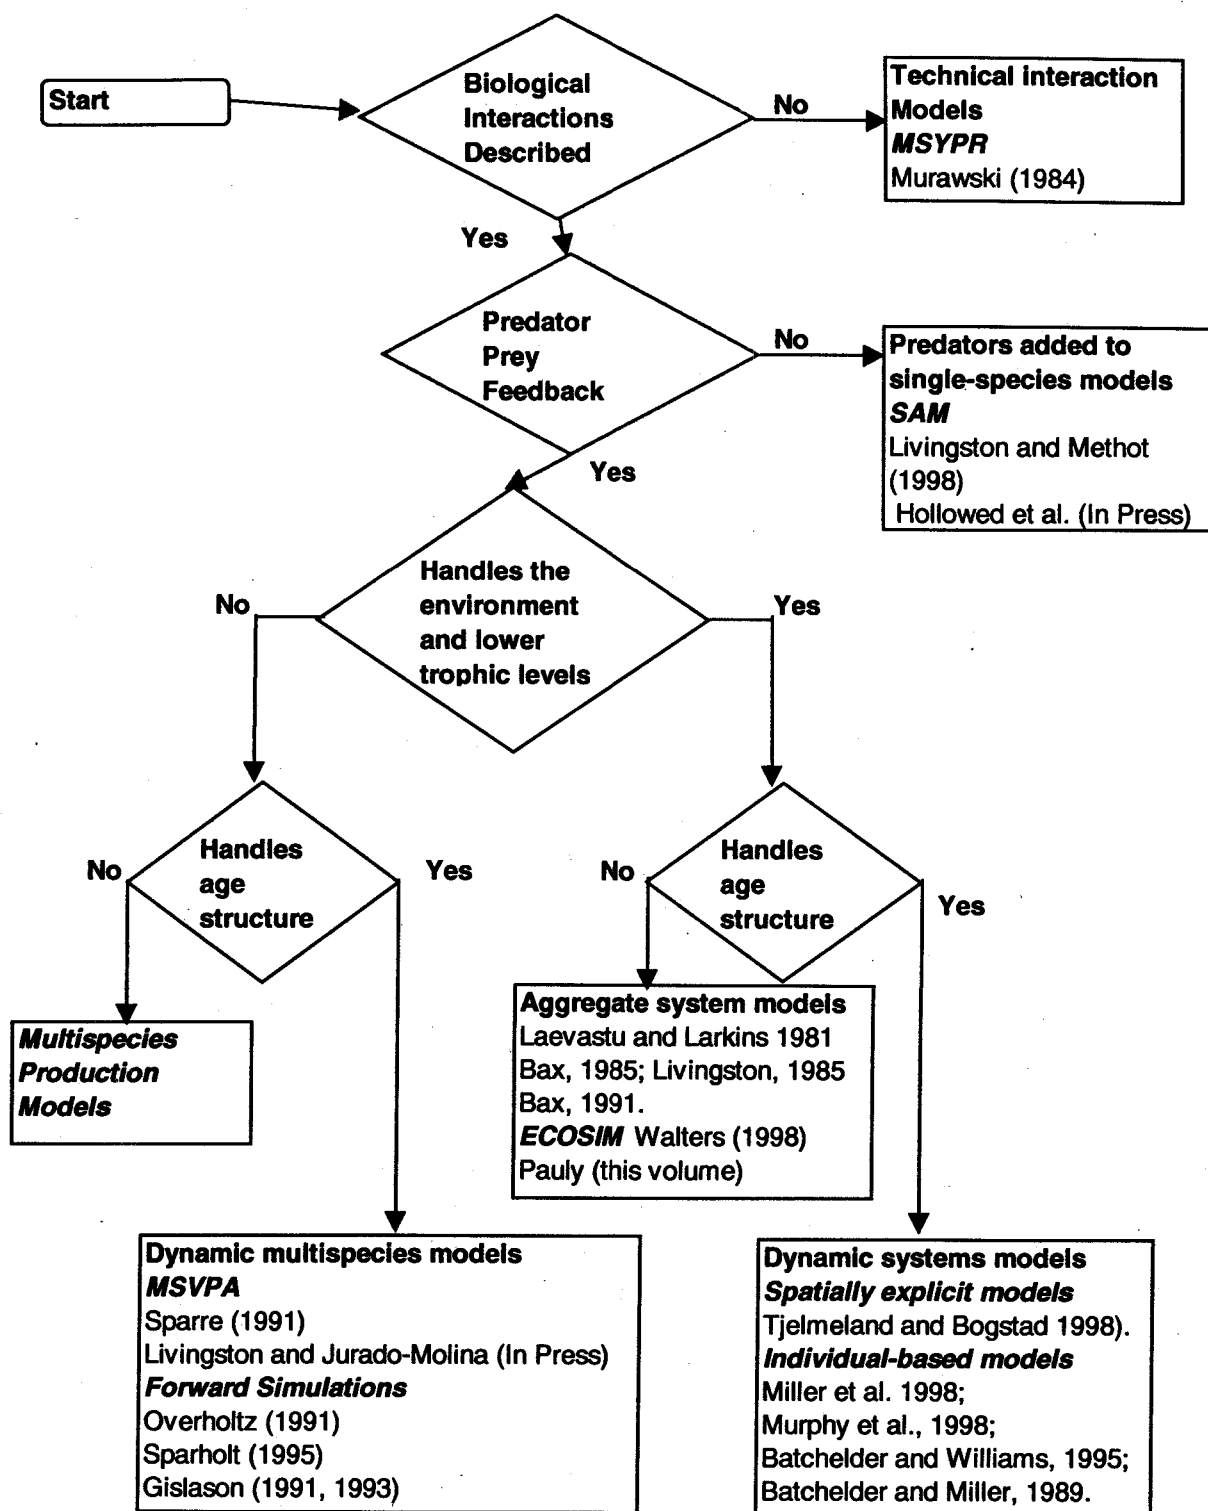 Start
Biological
Interactions
Described
No
Technical interaction
Models
MSYPR
Murawski (1984)
Yes
Predator
Prey
Feedback
No
Predators added to
single-species models
SAM
Livingston and Methot
(1998)
Hollowed et al. (In Press)
Yes
Handles the
environment
and lower
trophic levels
No
Yes
Handles
age
structure
No
Yes
Handles
age
structure
No
Yes
Multispecies
Production
Models
Aggregate system models
Laevastu and Larkins 1981
Bax, 1985; Livingston, 1985
Bax, 1991.
ECOSIM Walters (1998)
Pauly (this volume)
Dynamic multispecies models
MSVPA
Sparre (1991)
Livingston and Jurado-Molina (In Press)
Forward Simulations
Overholtz (1991)
Sparholt (1995)
Gislason (1991, 1993)
Dynamic systems models
Spatially explicit models
Tjelmeland and Bogstad 1998).
Individual-based models
Miller et al. 1998;
Murphy et al., 1998;
Batchelder and Williams, 1995;
Batchelder and Miller, 1989.